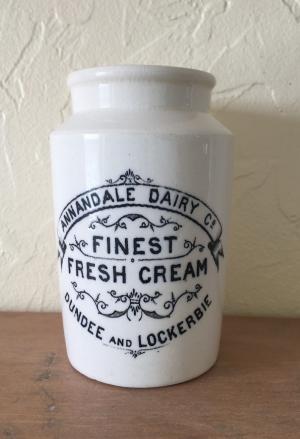 ANNANDALE DAIRY Co
FINEST
FRESH CREAM
DUNDEE AND LOCKERBIE